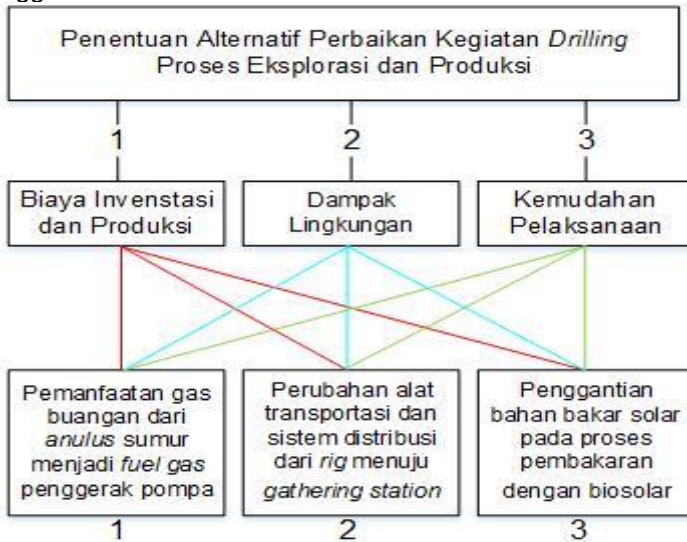 Penentuan Alternatif Perbaikan Kegiatan Drilling
Proses Eksplorasi dan Produksi
1
2
3
Biaya Invenstasi
dan Produksi
Dampak
Lingkungan
Kemudahan
Pelaksanaan
Pemanfaatan gas
buangan dari
anulus sumur
menjadi fuel gas
penggerak pompa
Perubahan alat
transportasi dan
sistem distribusi
dari rig menuju
gathering station
Penggantian
bahan bakar solar
pada proses
pembakaran
dengan biosolar
1
2
3